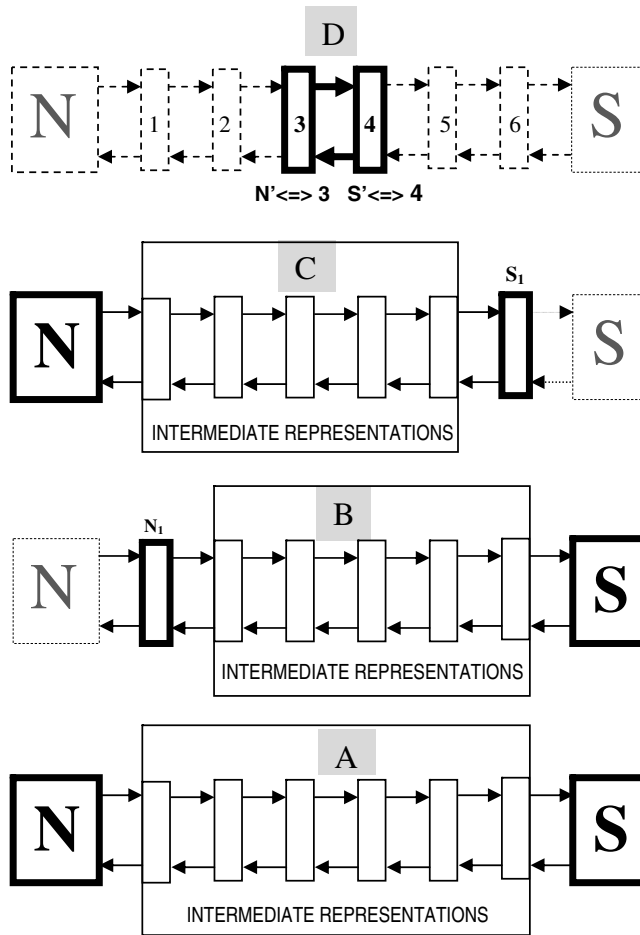 D
N 1 2 3 4 5 6 S
N'<=> 3 S'<=> 4
C
S₁
N S
INTERMEDIATE REPRESENTATIONS
B
N₁
N S
INTERMEDIATE REPRESENTATIONS
A
N S
INTERMEDIATE REPRESENTATIONS